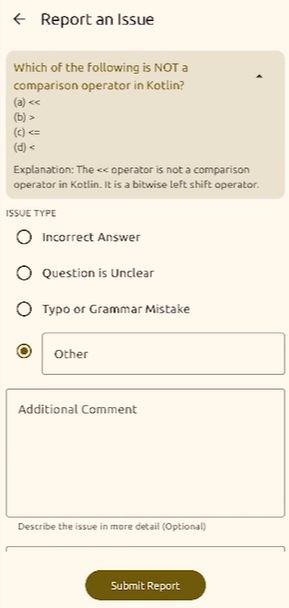 Report an Issue
Which of the following is NOT a
comparison operator in Kotlin?
(a) <<
(b) >
(c) <=
(d) <
Explanation: The << operator is not a comparison
operator in Kotlin. It is a bitwise left shift operator.
ISSUE TYPE
Incorrect Answer
Question is Unclear
Typo or Grammar Mistake
Other
Additional Comment
Describe the issue in more detail (Optional)
Submit Report